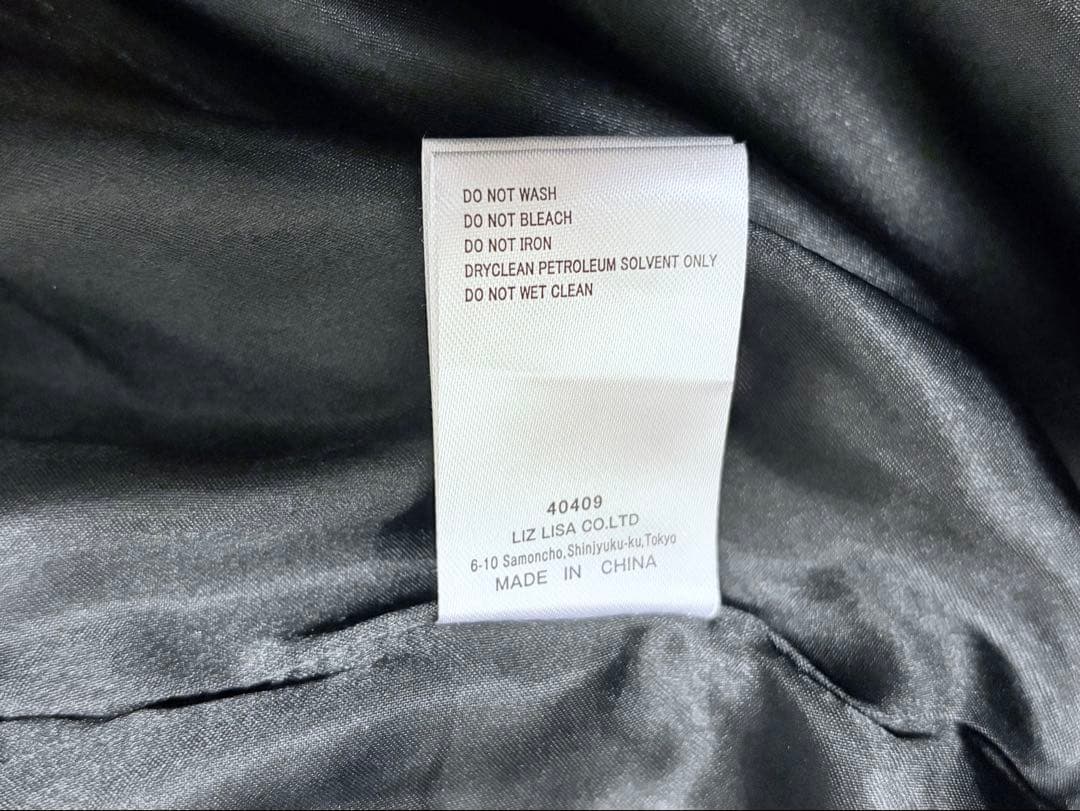 DO NOT WASH
DO NOT BLEACH
DO NOT IRON
DRYCLEAN PETROLEUM SOLVENT ONLY
DO NOT WET CLEAN
40409
LIZ LISA CO.LTD
6-10 Samoncho,Shinjyuku-ku,Tokyo
MADE IN CHINA